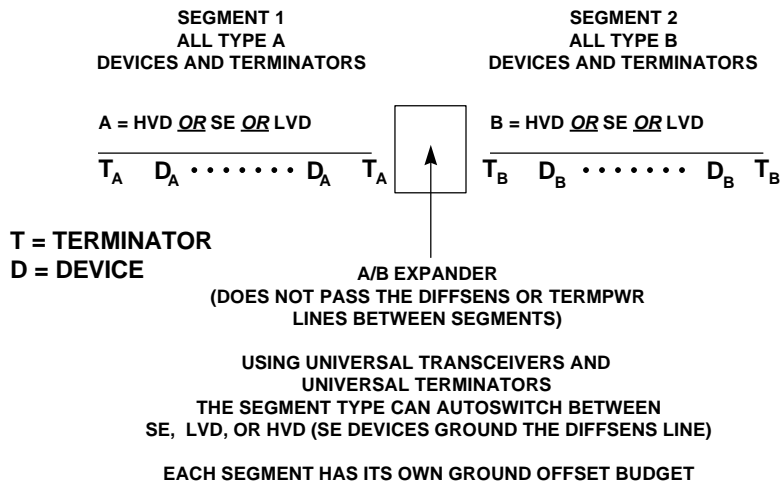 SEGMENT 1
ALL TYPE A
DEVICES AND TERMINATORS
SEGMENT 2
ALL TYPE B
DEVICES AND TERMINATORS
A = HVD OR SE OR LVD
B = HVD OR SE OR LVD
TA DA ······· DA TA
TB DB ······· DB TB
T = TERMINATOR
D = DEVICE
A/B EXPANDER
(DOES NOT PASS THE DIFFSENS OR TERMPWR
LINES BETWEEN SEGMENTS)
USING UNIVERSAL TRANSCEIVERS AND
UNIVERSAL TERMINATORS
THE SEGMENT TYPE CAN AUTOSWITCH BETWEEN
SE, LVD, OR HVD (SE DEVICES GROUND THE DIFFSENS LINE)
EACH SEGMENT HAS ITS OWN GROUND OFFSET BUDGET